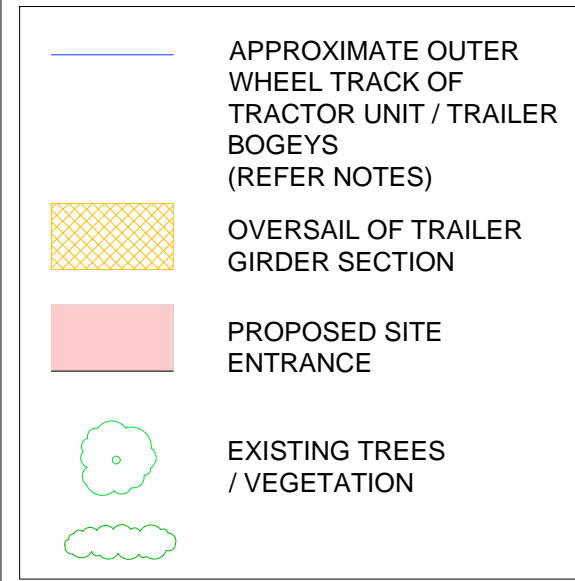 APPROXIMATE OUTER
WHEEL TRACK OF
TRACTOR UNIT / TRAILER
BOGEYS
(REFER NOTES)
OVERSAIL OF TRAILER
GIRDER SECTION
PROPOSED SITE
ENTRANCE
EXISTING TREES
/ VEGETATION